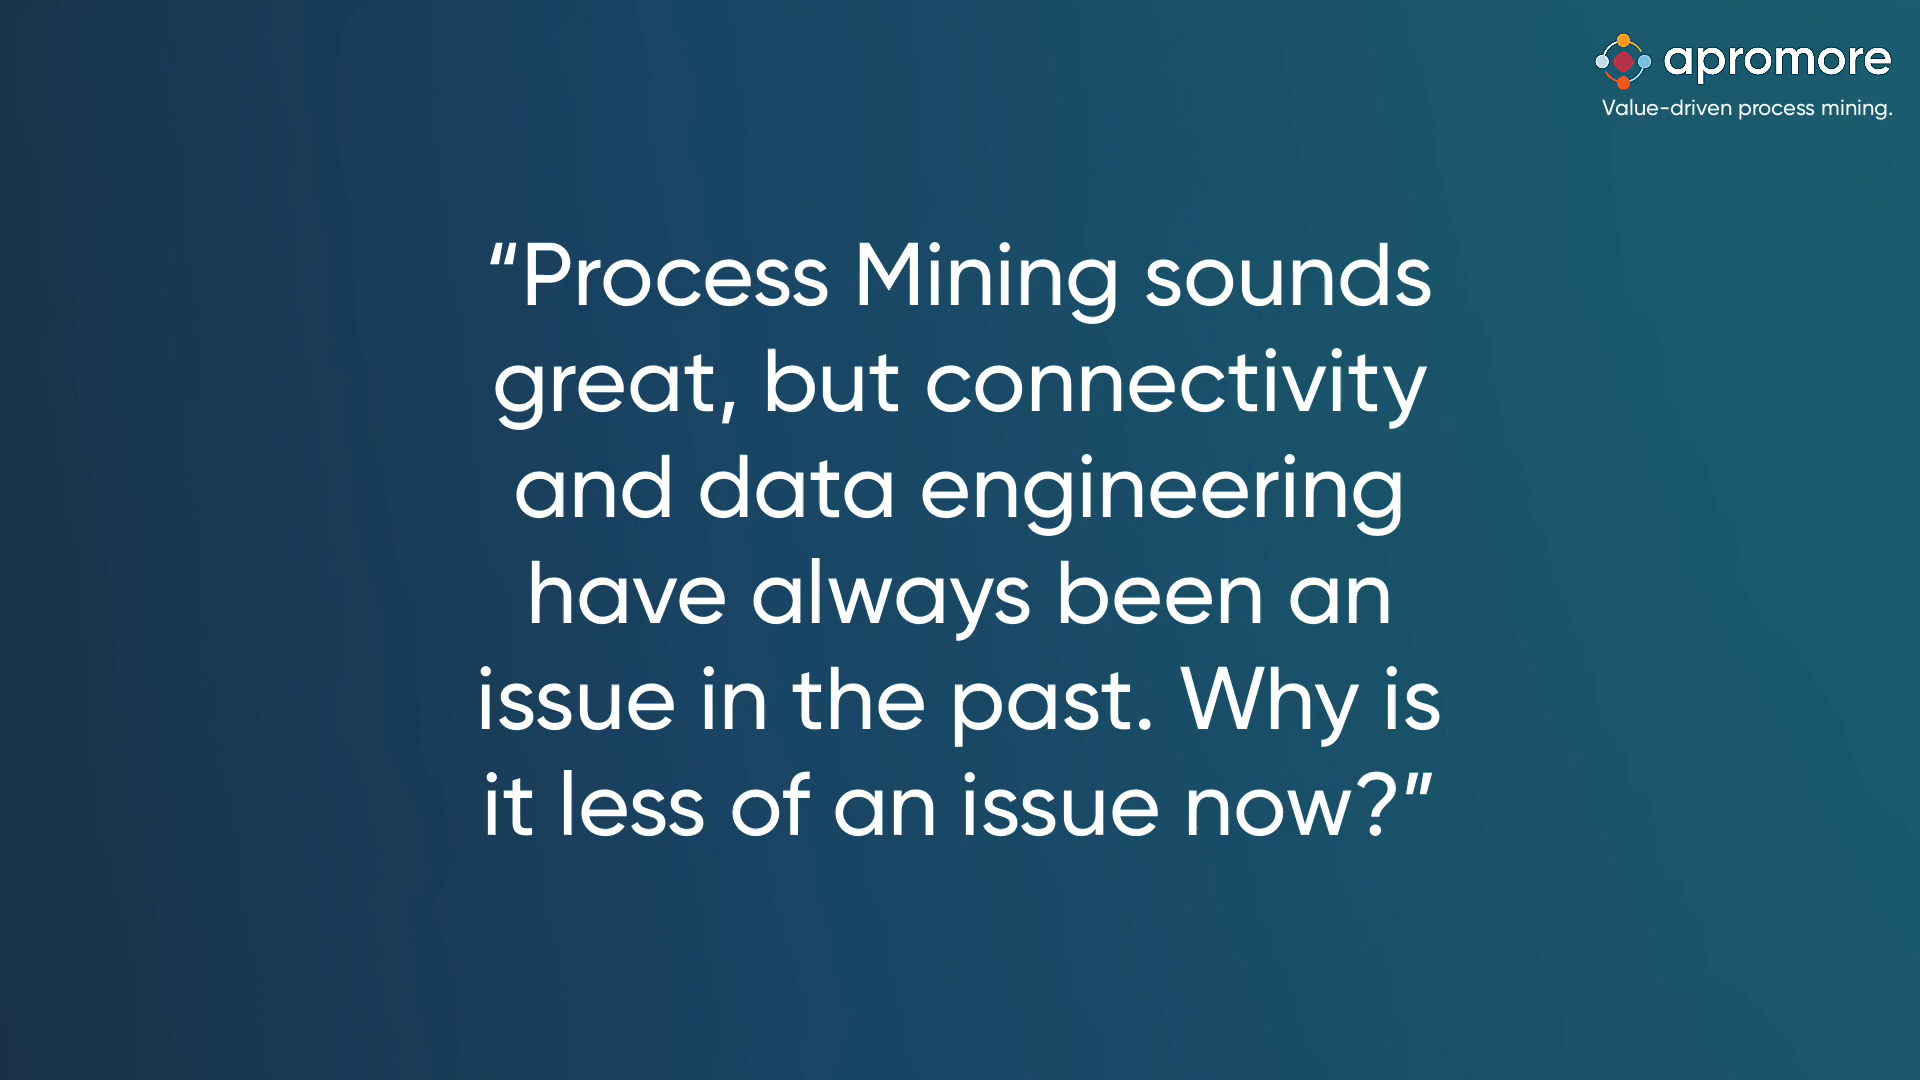 apromore
Value-driven process mining.
“Process Mining sounds
great, but connectivity
and data engineering
have always been an
issue in the past. Why is
it less of an issue now?”